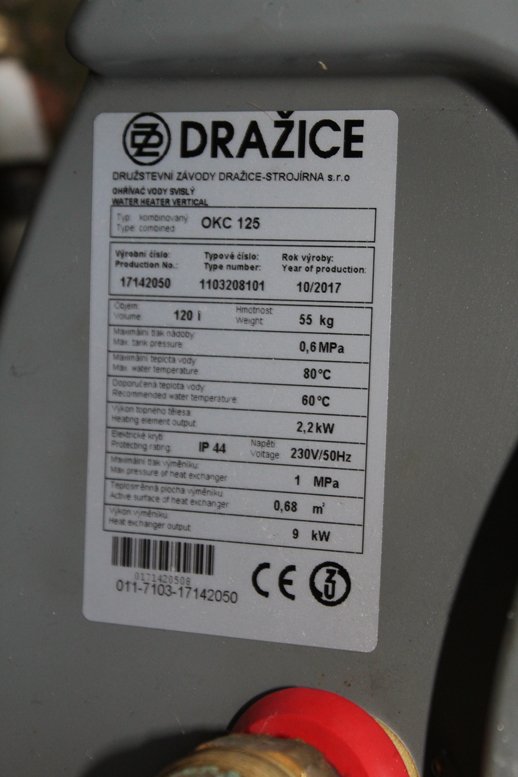 DRAŽICE
DRUŽSTEVNÍ ZÁVODY DRAŽICE-STROJÍRNA s.r.o
OHŘÍVAČ VODY SVISLÝ
WATER HEATER VERTICAL
Typ: kombinovaný
Type: combined
OKC 125
Výrobní číslo: Typové číslo: Rok výroby:
Production No.: Type number: Year of production:
17142050 1103208101 10/2017
Objem: Hmotnost:
Volume: 120 l Weight: 55 kg
Maximální tlak nádoby:
Max. tank pressure: 0,6 MPa
Maximální teplota vody:
Max. water temperature: 80°C
Doporučená teplota vody:
Recommended water temperature: 60°C
Výkon topného tělesa:
Heating element output: 2,2 kW
Elektrické krytí: Napětí
Protecting rating: IP 44 Voltage: 230V/50Hz
Maximální tlak výměníku:
Max pressure of heat exchanger 1 MPa
Teplosměnná plocha výměníku:
Active surface of heat exchanger 0,68 m²
Výkon výměníku:
Heat exchanger output: 9 kW
0171420508
011-7103-17142050
CE